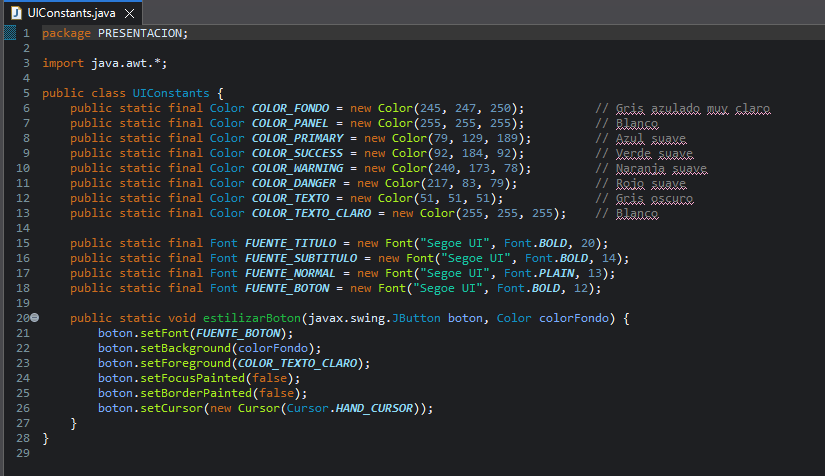 UIConstants.java
1 package PRESENTACION;
2
3 import java.awt.*;
4
5 public class UIConstants {
6 public static final Color COLOR_FONDO = new Color(245, 247, 250); // Gris azulado muy claro
7 public static final Color COLOR_PANEL = new Color(255, 255, 255); // Blanco
8 public static final Color COLOR_PRIMARY = new Color(79, 129, 189); // Azul suave
9 public static final Color COLOR_SUCCESS = new Color(92, 184, 92); // Verde suave
10 public static final Color COLOR_WARNING = new Color(240, 173, 78); // Naranja suave
11 public static final Color COLOR_DANGER = new Color(217, 83, 79); // Rojo suave
12 public static final Color COLOR_TEXTO = new Color(51, 51, 51); // Gris oscuro
13 public static final Color COLOR_TEXTO_CLARO = new Color(255, 255, 255); // Blanco
14
15 public static final Font FUENTE_TITULO = new Font("Segoe UI", Font.BOLD, 20);
16 public static final Font FUENTE_SUBTITULO = new Font("Segoe UI", Font.BOLD, 14);
17 public static final Font FUENTE_NORMAL = new Font("Segoe UI", Font.PLAIN, 13);
18 public static final Font FUENTE_BOTON = new Font("Segoe UI", Font.BOLD, 12);
19
20 public static void estilizarBoton(javax.swing.JButton boton, Color colorFondo) {
21 boton.setFont(FUENTE_BOTON);
22 boton.setBackground(colorFondo);
23 boton.setForeground(COLOR_TEXTO_CLARO);
24 boton.setFocusPainted(false);
25 boton.setBorderPainted(false);
26 boton.setCursor(new Cursor(Cursor.HAND_CURSOR));
27 }
28 }
29